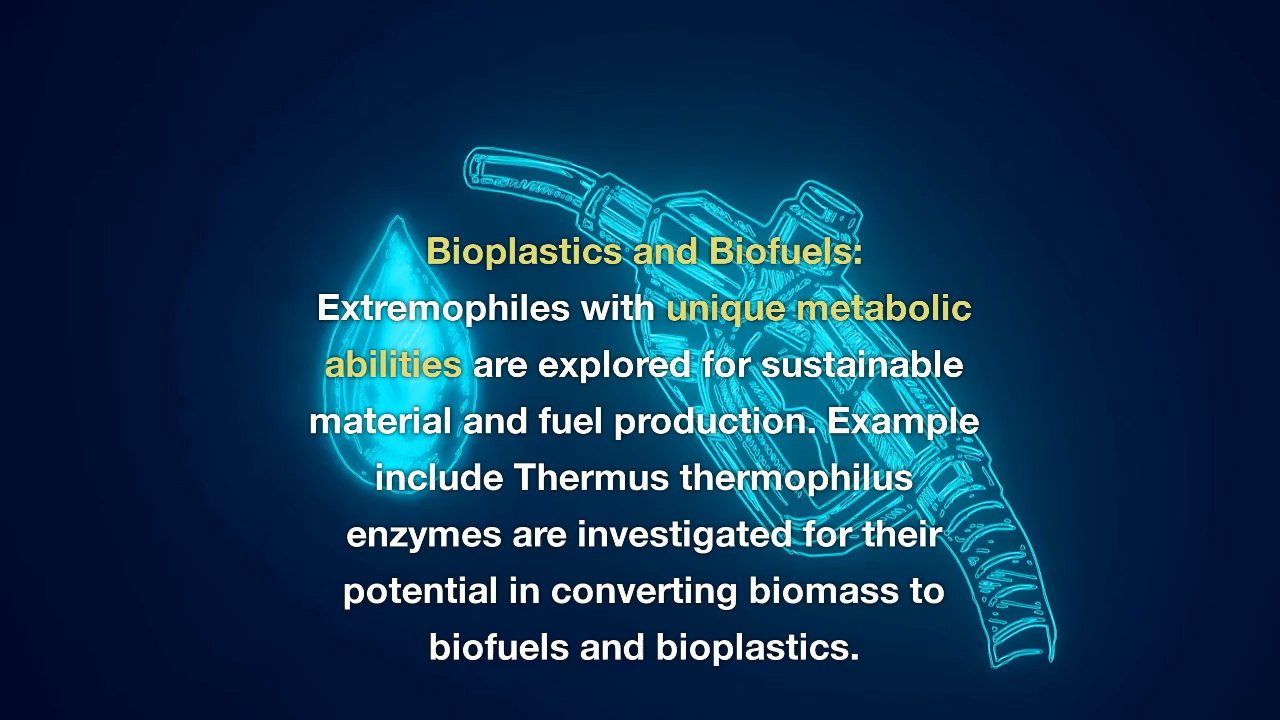 Bioplastics and Biofuels:
Extremophiles with unique metabolic
abilities are explored for sustainable
material and fuel production. Example
include Thermus thermophilus
enzymes are investigated for their
potential in converting biomass to
biofuels and bioplastics.